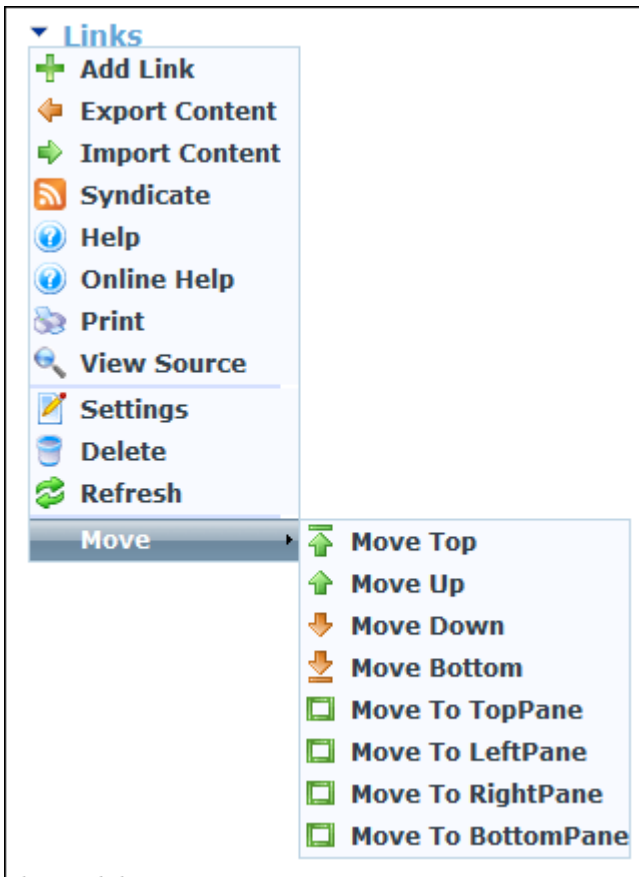 Links
Add Link
Export Content
Import Content
Syndicate
Help
Online Help
Print
View Source
Settings
Delete
Refresh
Move
Move Top
Move Up
Move Down
Move Bottom
Move To TopPane
Move To LeftPane
Move To RightPane
Move To BottomPane